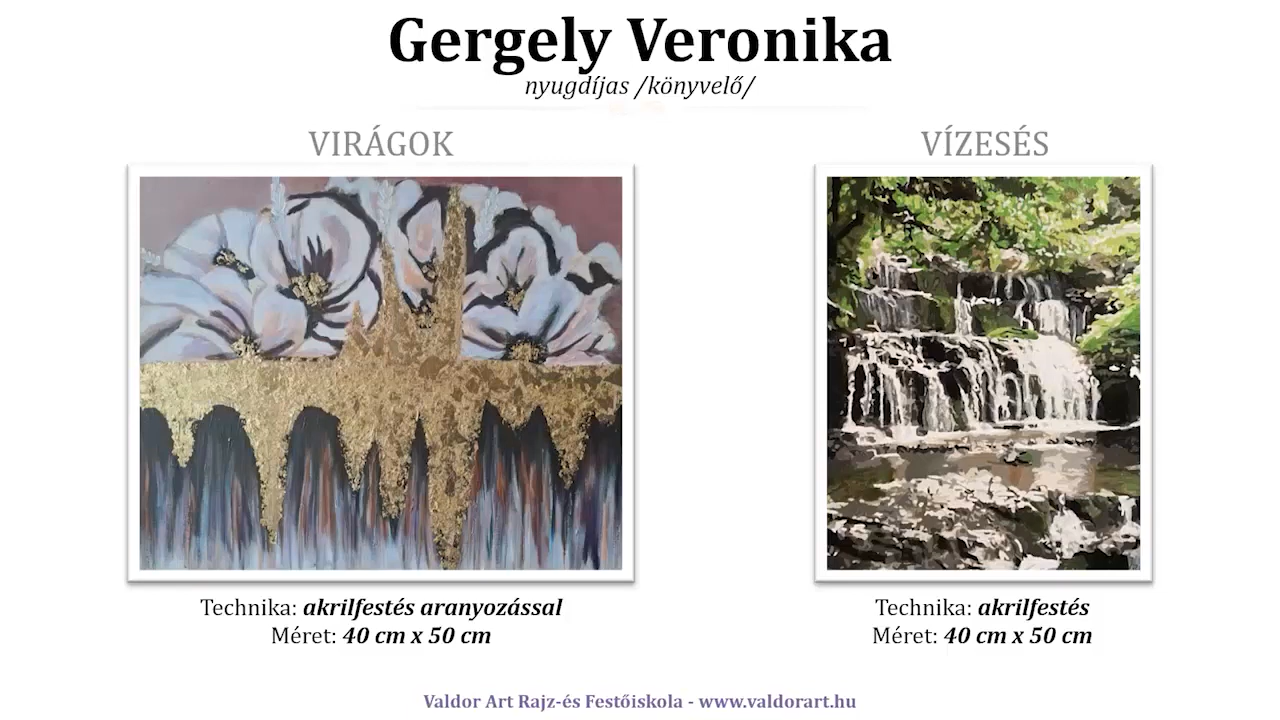 Gergely Veronika
nyugdíjas /könyvelő/
VIRÁGOK
Technika: akrilfestés aranyozással
Méret: 40 cm x 50 cm
VÍZESÉS
Technika: akrilfestés
Méret: 40 cm x 50 cm
Valdor Art Rajz-és Festőiskola - www.valdorart.hu